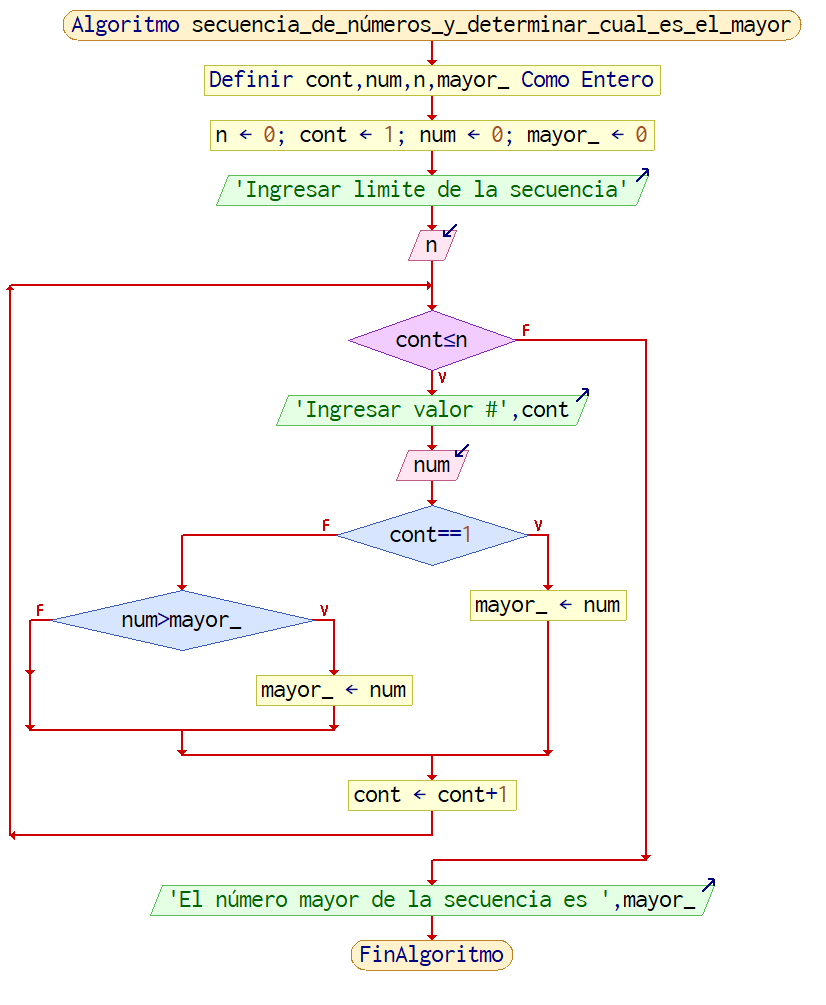 Algoritmo secuencia_de_números_y_determinar_cual_es_el_mayor
Definir cont,num,n,mayor_ Como Entero
n ← 0; cont ← 1; num ← 0; mayor_ ← 0
'Ingresar limite de la secuencia'
n
cont≤n
F
V
'Ingresar valor #',cont
num
F
cont==1
V
mayor_ ← num
F
num>mayor_
V
mayor_ ← num
cont ← cont+1
'El número mayor de la secuencia es ',mayor_
FinAlgoritmo